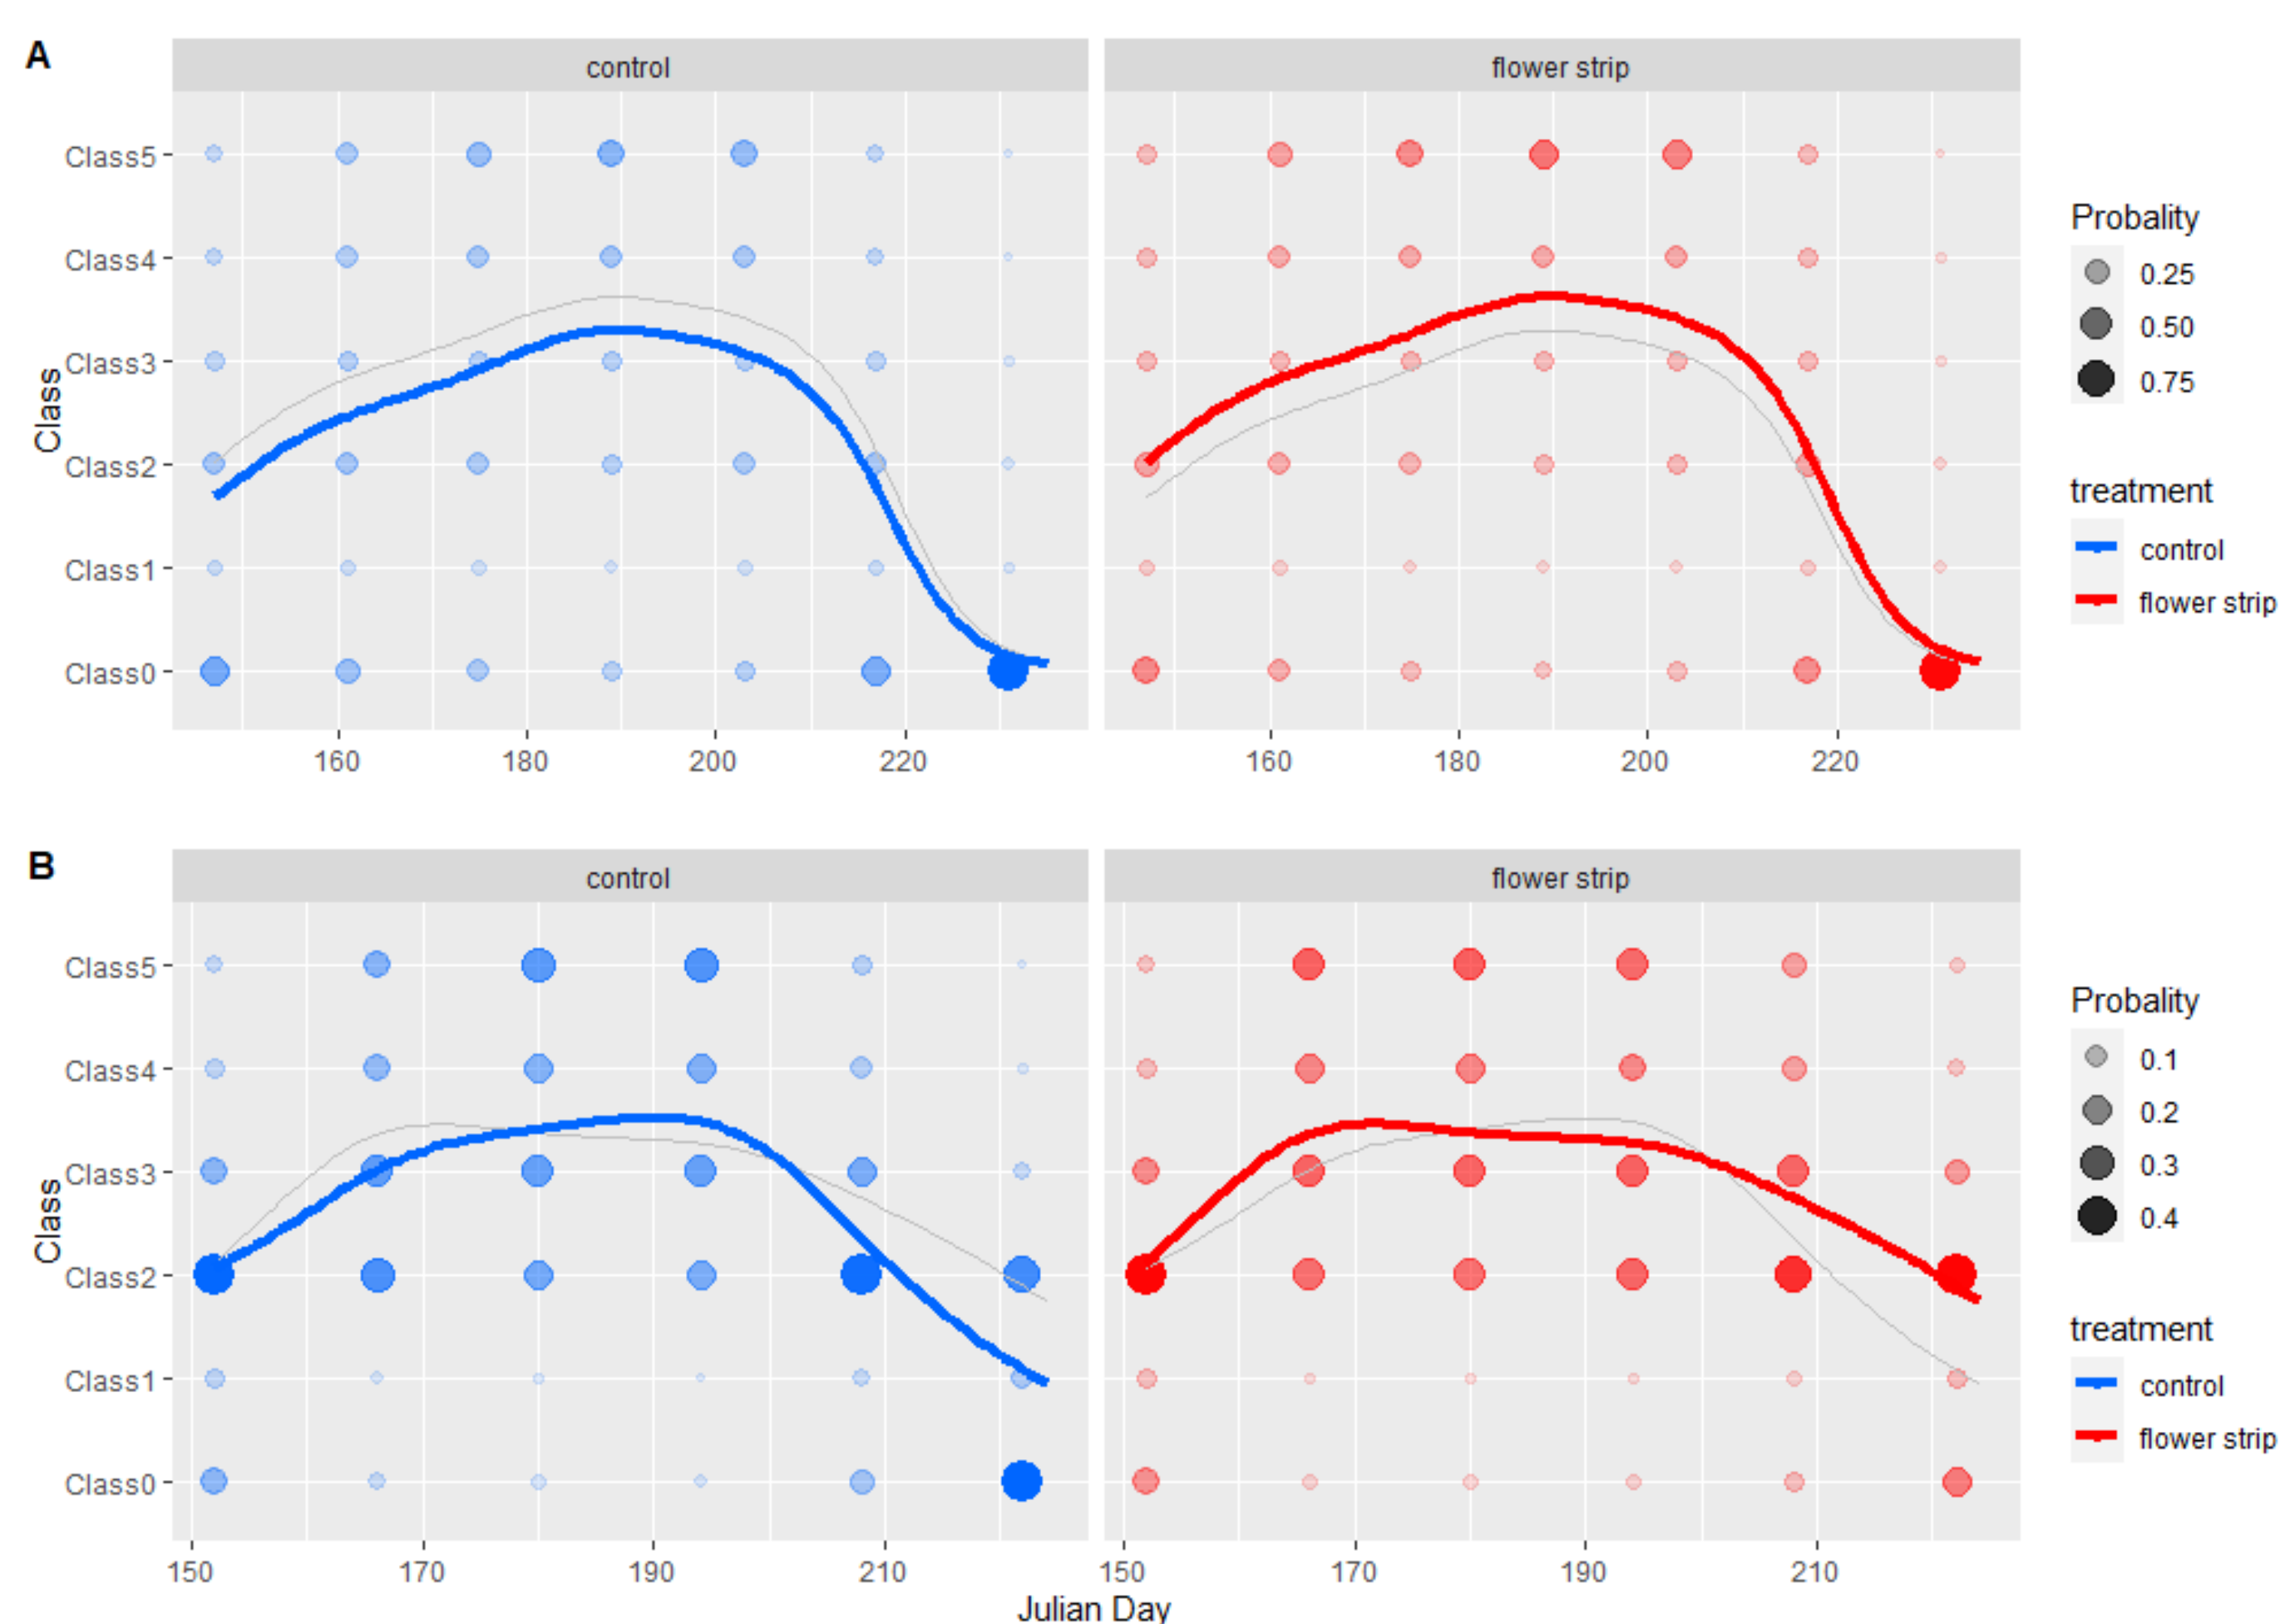 A
control
flower strip
Class5
Class4
Class3
Class2
Class1
Class0
Class
160 180 200 220
160 180 200 220
Probality
0.25
0.50
0.75
treatment
control
flower strip
B
control
flower strip
Class5
Class4
Class3
Class2
Class1
Class0
Class
150 170 190 210
150 170 190 210
Julian Day
Probality
0.1
0.2
0.3
0.4
treatment
control
flower strip